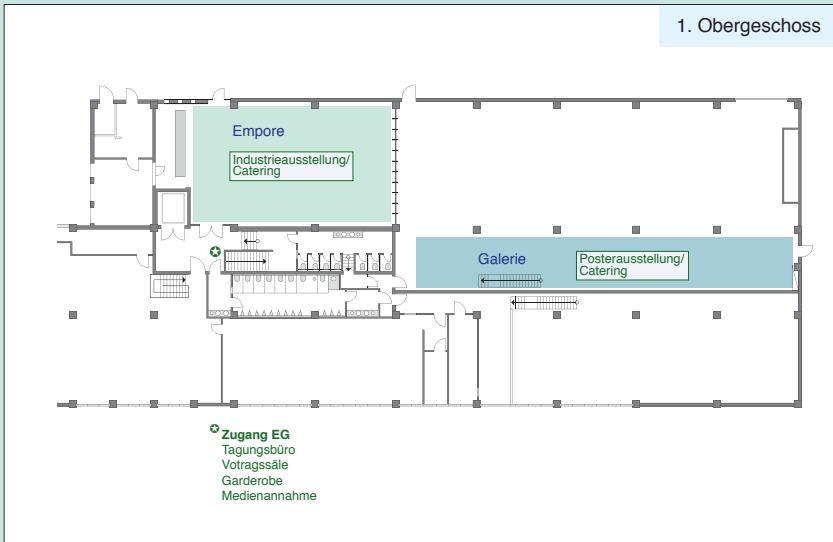 1. Obergeschoss
Empore
Industrieausstellung/
Catering
Galerie
Posterausstellung/
Catering
Zugang EG
Tagungsbüro
Votragssäle
Garderobe
Medienannahme